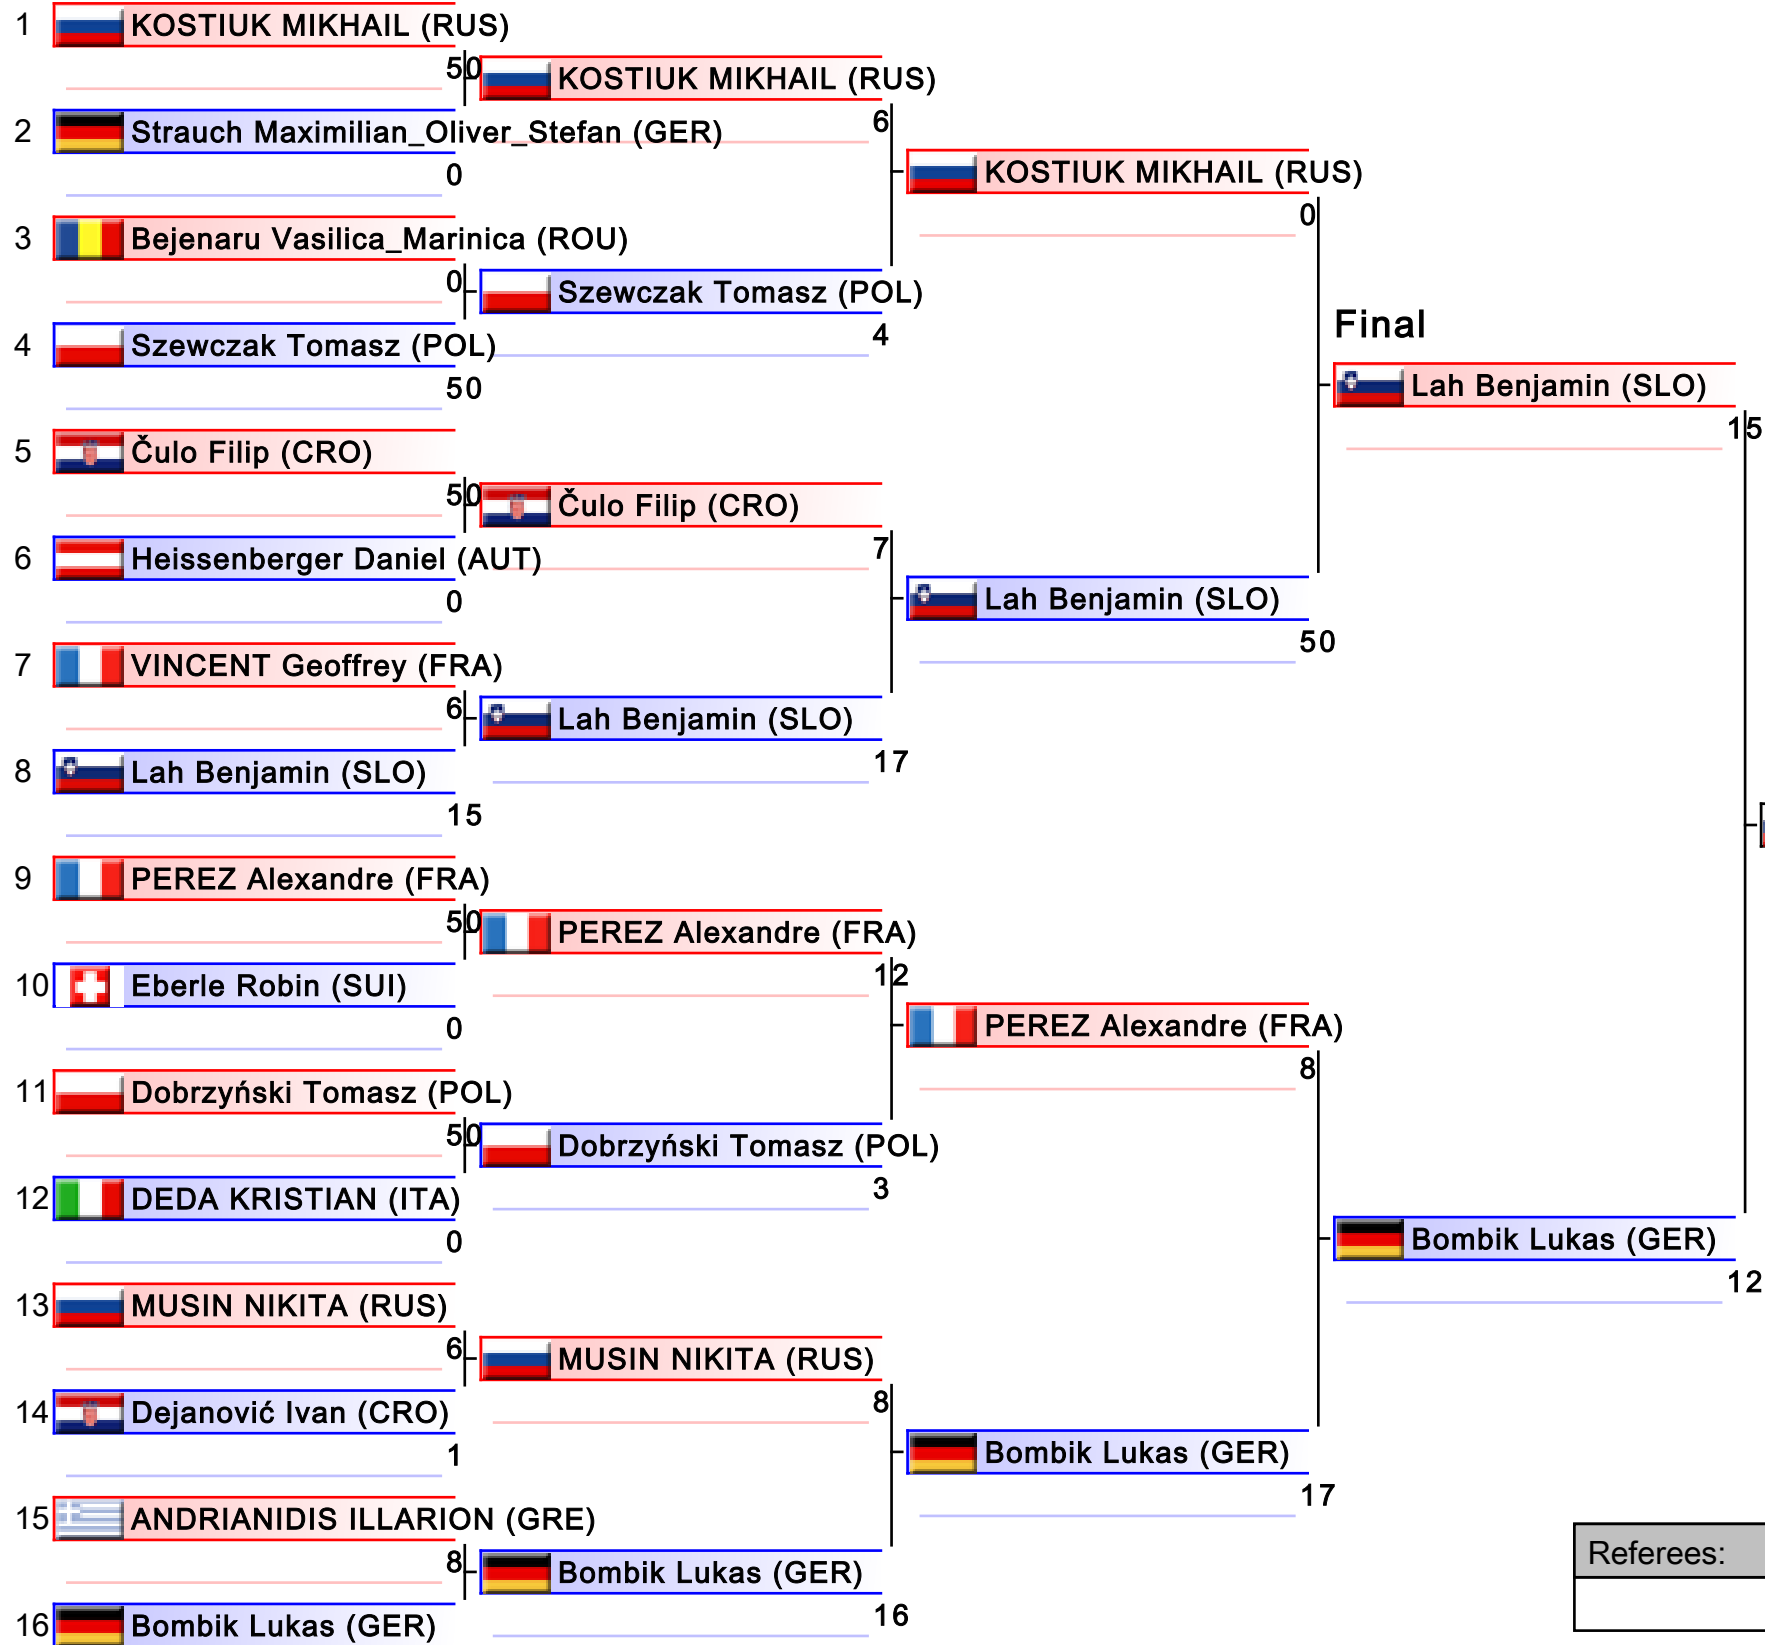 1 KOSTIUK MIKHAIL (RUS)
50
KOSTIUK MIKHAIL (RUS)
2 Strauch Maximilian_Oliver_Stefan (GER)
6
0
KOSTIUK MIKHAIL (RUS)
0
3 Bejenaru Vasilica_Marinica (ROU)
0
Szewczak Tomasz (POL)
4
4 Szewczak Tomasz (POL)
50
Final
Lah Benjamin (SLO)
15
5 Čulo Filip (CRO)
50
Čulo Filip (CRO)
7
6 Heissenberger Daniel (AUT)
0
Lah Benjamin (SLO)
50
7 VINCENT Geoffrey (FRA)
6
Lah Benjamin (SLO)
17
8 Lah Benjamin (SLO)
15
9 PEREZ Alexandre (FRA)
50
PEREZ Alexandre (FRA)
12
10 Eberle Robin (SUI)
0
PEREZ Alexandre (FRA)
8
11 Dobrzyński Tomasz (POL)
50
Dobrzyński Tomasz (POL)
3
12 DEDA KRISTIAN (ITA)
0
Bombik Lukas (GER)
12
13 MUSIN NIKITA (RUS)
6
MUSIN NIKITA (RUS)
8
14 Dejanović Ivan (CRO)
1
Bombik Lukas (GER)
17
15 ANDRIANIDIS ILLARION (GRE)
8
Bombik Lukas (GER)
16
16 Bombik Lukas (GER)
Referees: